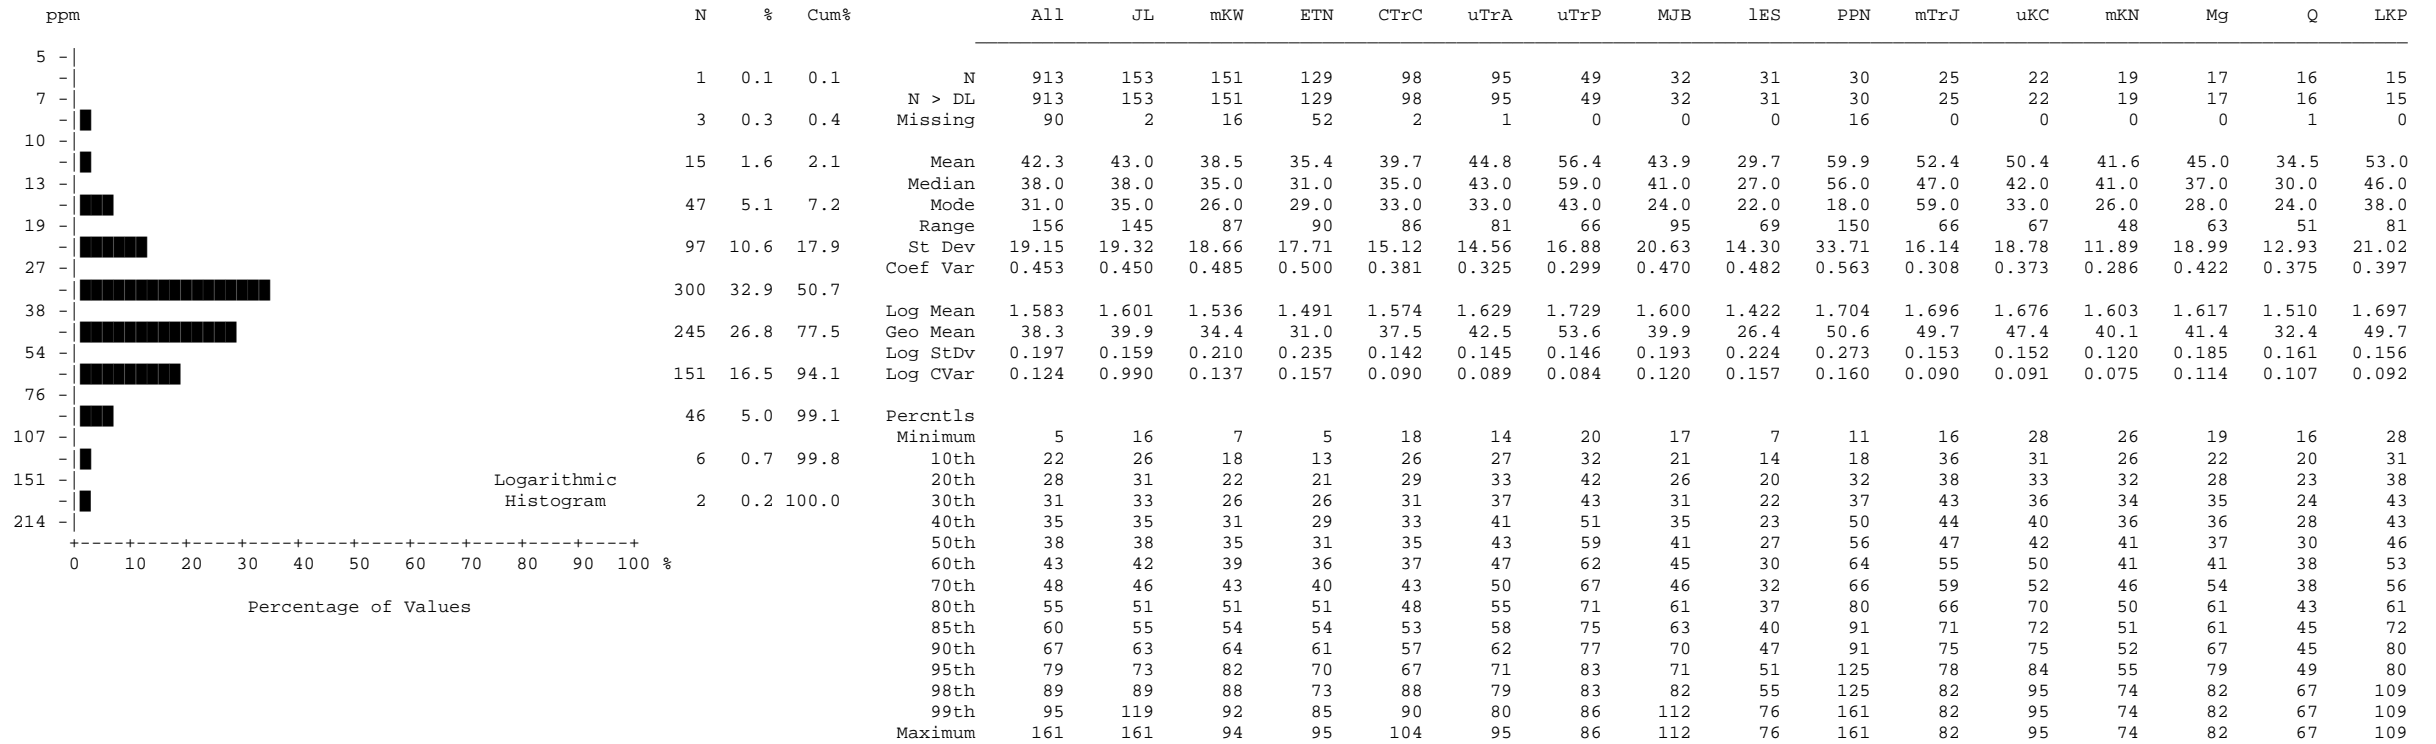 ppm N % Cum% All JL mKW ETN CTrC uTrA uTrP MJB lES PPN mTrJ uKC mKN Mg Q LKP
5 -
- 1 0.1 0.1 N 913 153 151 129 98 95 49 32 31 30 25 22 19 17 16 15
7 - N > DL 913 153 151 129 98 95 49 32 31 30 25 22 19 17 16 15
- 3 0.3 0.4 Missing 90 2 16 52 2 1 0 0 0 16 0 0 0 0 1 0
10 -
- 15 1.6 2.1 Mean 42.3 43.0 38.5 35.4 39.7 44.8 56.4 43.9 29.7 59.9 52.4 50.4 41.6 45.0 34.5 53.0
13 - Median 38.0 38.0 35.0 31.0 35.0 43.0 59.0 41.0 27.0 56.0 47.0 42.0 41.0 37.0 30.0 46.0
- 47 5.1 7.2 Mode 31.0 35.0 26.0 29.0 33.0 33.0 43.0 24.0 22.0 18.0 59.0 33.0 26.0 28.0 24.0 38.0
19 - Range 156 145 87 90 86 81 66 95 69 150 66 67 48 63 51 81
- 97 10.6 17.9 St Dev 19.15 19.32 18.66 17.71 15.12 14.56 16.88 20.63 14.30 33.71 16.14 18.78 11.89 18.99 12.93 21.02
27 - Coef Var 0.453 0.450 0.485 0.500 0.381 0.325 0.299 0.470 0.482 0.563 0.308 0.373 0.286 0.422 0.375 0.397
- 300 32.9 50.7
38 - Log Mean 1.583 1.601 1.536 1.491 1.574 1.629 1.729 1.600 1.422 1.704 1.696 1.676 1.603 1.617 1.510 1.697
- 245 26.8 77.5 Geo Mean 38.3 39.9 34.4 31.0 37.5 42.5 53.6 39.9 26.4 50.6 49.7 47.4 40.1 41.4 32.4 49.7
54 - Log StDv 0.197 0.159 0.210 0.235 0.142 0.145 0.146 0.193 0.224 0.273 0.153 0.152 0.120 0.185 0.161 0.156
- 151 16.5 94.1 Log CVar 0.124 0.990 0.137 0.157 0.090 0.089 0.084 0.120 0.157 0.160 0.090 0.091 0.075 0.114 0.107 0.092
76 -
- 46 5.0 99.1 Percntls
107 - Minimum 5 16 7 5 18 14 20 17 7 11 16 28 26 19 16 28
- 6 0.7 99.8 10th 22 26 18 13 26 27 32 21 14 18 36 31 26 22 20 31
151 - Logarithmic 20th 28 31 22 21 29 33 42 26 20 32 38 33 32 28 23 38
- Histogram 2 0.2 100.0 30th 31 33 26 26 31 37 43 31 22 37 43 36 34 35 24 43
214 - 40th 35 35 31 29 33 41 51 35 23 50 44 40 36 36 28 43
50th 38 38 35 31 35 43 59 41 27 56 47 42 41 37 30 46
0 10 20 30 40 50 60 70 80 90 100 % 60th 43 42 39 36 37 47 62 45 30 64 55 50 41 41 38 53
70th 48 46 43 40 43 50 67 46 32 66 59 52 46 54 38 56
Percentage of Values 80th 55 51 51 51 48 55 71 61 37 80 66 70 50 61 43 61
85th 60 55 54 54 53 58 75 63 40 91 71 72 51 61 45 72
90th 67 63 64 61 57 62 77 70 47 91 75 75 52 67 45 80
95th 79 73 82 70 67 71 83 71 51 125 78 84 55 79 49 80
98th 89 89 88 73 88 79 83 82 55 125 82 95 74 82 67 109
99th 95 119 92 85 90 80 86 112 76 161 82 95 74 82 67 109
Maximum 161 161 94 95 104 95 86 112 76 161 82 95 74 82 67 109